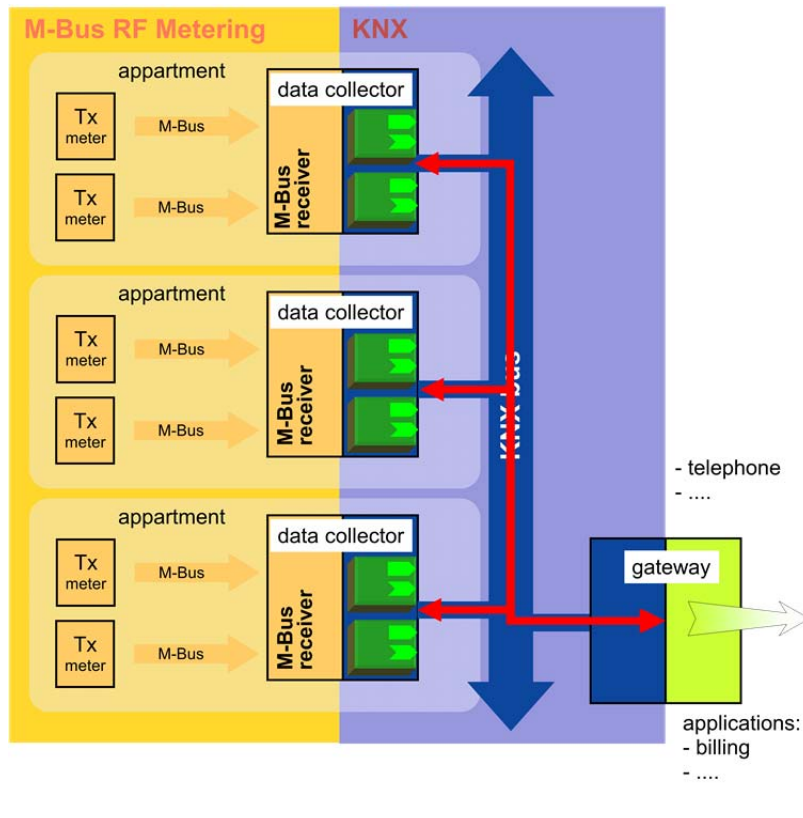 M-Bus RF Metering
KNX
appartment
data collector
Tx
meter
M-Bus
Tx
meter
M-Bus
M-Bus
receiver
appartment
data collector
Tx
meter
M-Bus
Tx
meter
M-Bus
M-Bus
receiver
KNX bus
appartment
data collector
Tx
meter
M-Bus
Tx
meter
M-Bus
M-Bus
receiver
- telephone
- ....
gateway
applications:
- billing
- ....